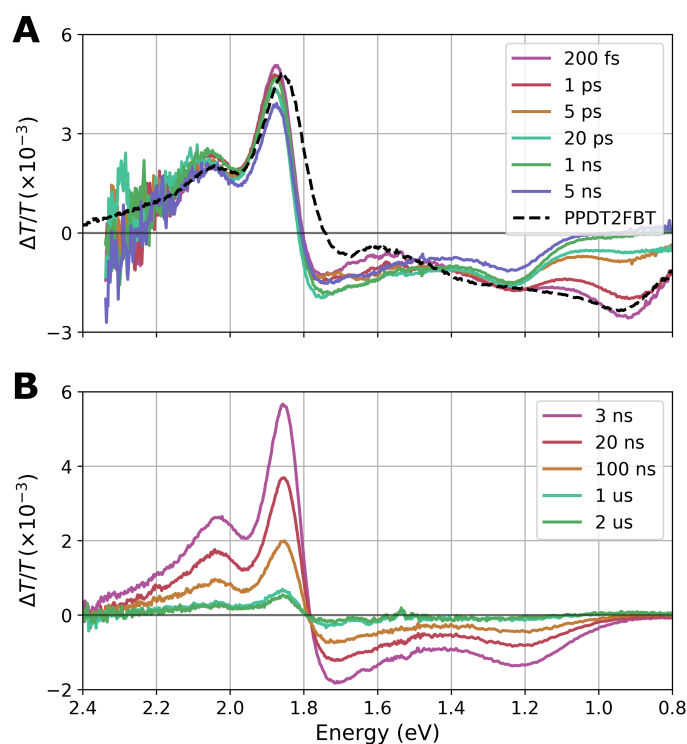 A
6
3
0
−3
ΔT/T (×10⁻³)
200 fs
1 ps
5 ps
20 ps
1 ns
5 ns
PPDT2FBT
B
6
4
2
0
−2
ΔT/T (×10⁻³)
3 ns
20 ns
100 ns
1 us
2 us
2.4 2.2 2.0 1.8 1.6 1.4 1.2 1.0 0.8
Energy (eV)